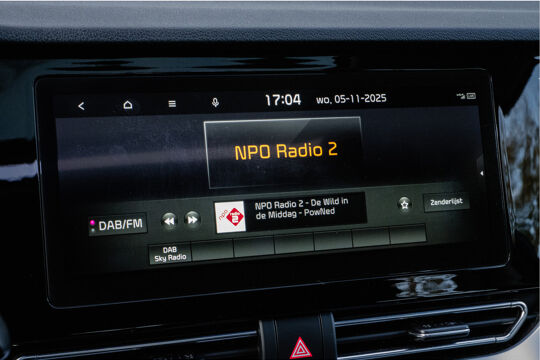 17:04 wo, 05-11-2025
NPO Radio 2
NPO Radio 2 - De Wild in
de Middag - PowNed
DAB/FM
Zenderlijst
DAB
Sky Radio